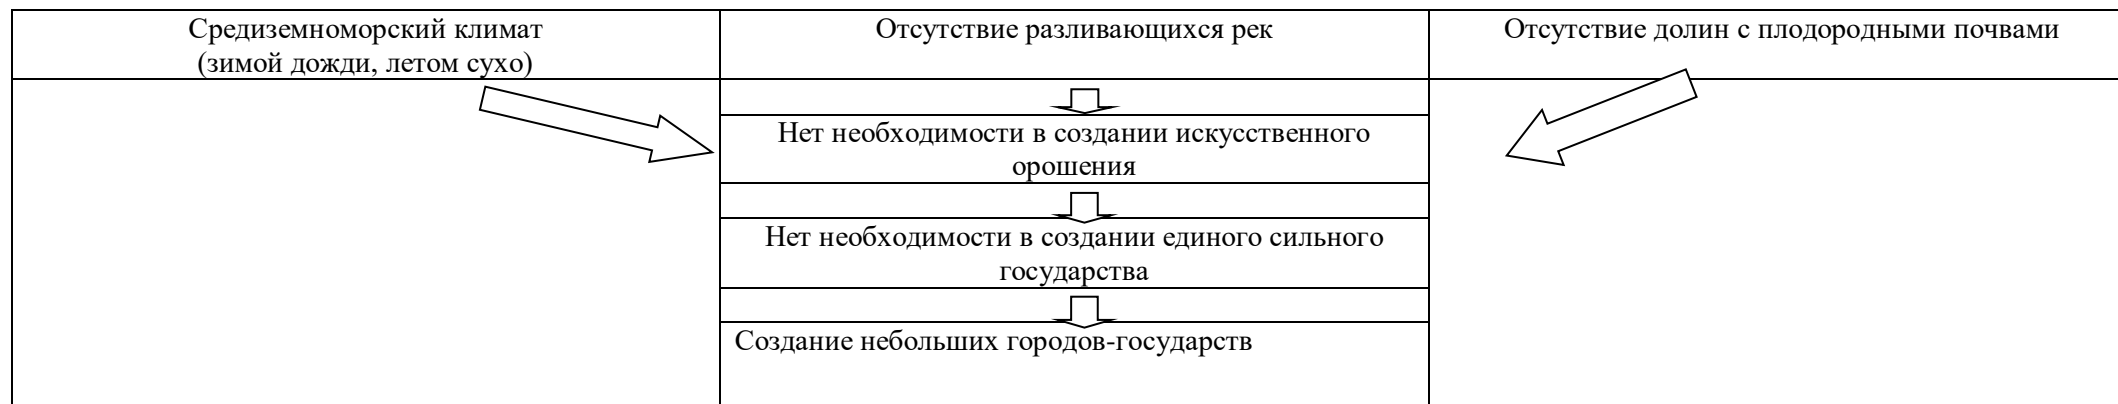 Средиземноморский климат
(зимой дожди, летом сухо)
Отсутствие разливающихся рек
Отсутствие долин с плодородными почвами
Нет необходимости в создании искусственного
орошения
Нет необходимости в создании единого сильного
государства
Создание небольших городов-государств